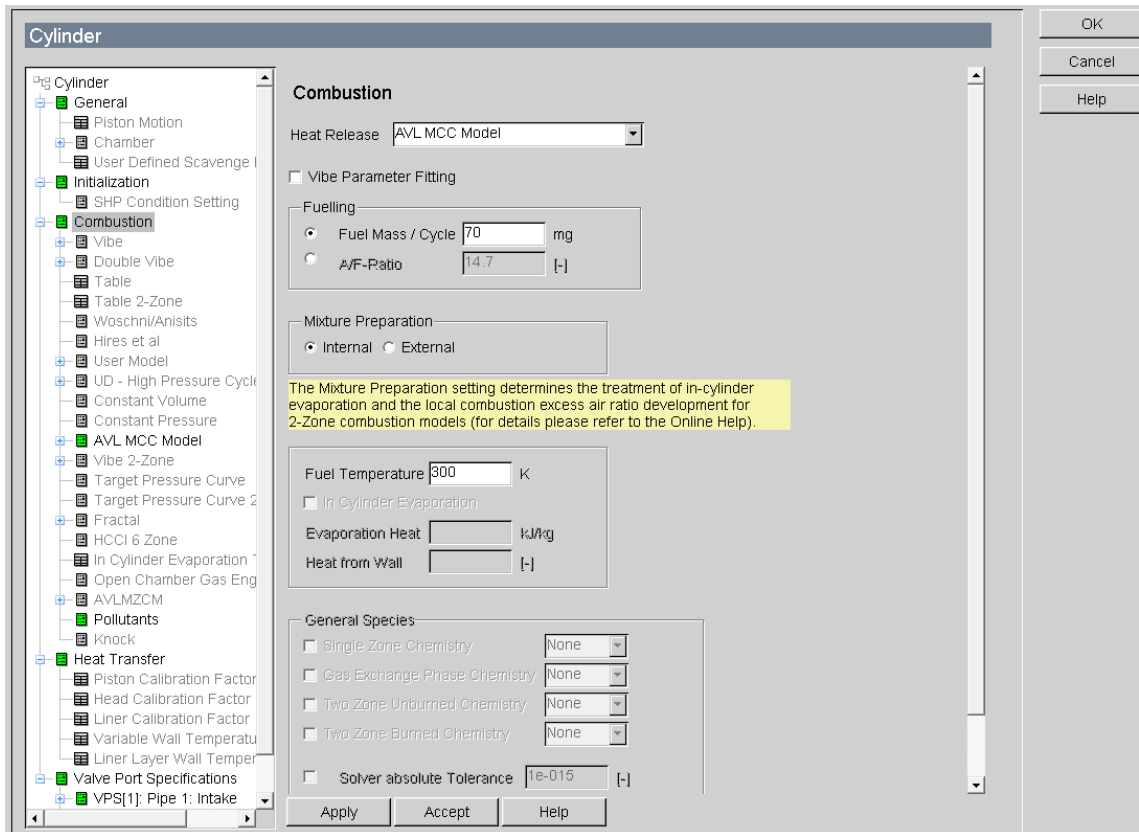 Cylinder
OK
Cancel
Help
Cylinder
General
Piston Motion
Chamber
User Defined Scavenge
Initialization
SHP Condition Setting
Combustion
Vibe
Double Vibe
Table
Table 2-Zone
Woschni/Anisits
Hires et al
User Model
UD - High Pressure Cycle
Constant Volume
Constant Pressure
AVL MCC Model
Vibe 2-Zone
Target Pressure Curve
Target Pressure Curve 2
Fractal
HCCI 6 Zone
In Cylinder Evaporation
Open Chamber Gas Eng
AVLMZCM
Pollutants
Knock
Heat Transfer
Piston Calibration Factor
Head Calibration Factor
Liner Calibration Factor
Variable Wall Temperatu
Liner Layer Wall Temper
Valve Port Specifications
VPS[1]: Pipe 1: Intake
Combustion
Heat Release AVL MCC Model
Vibe Parameter Fitting
Fuelling
Fuel Mass / Cycle 70 mg
A/F-Ratio 14.7 [-]
Mixture Preparation
Internal External
The Mixture Preparation setting determines the treatment of in-cylinder
evaporation and the local combustion excess air ratio development for
2-Zone combustion models (for details please refer to the Online Help).
Fuel Temperature 300 K
In Cylinder Evaporation
Evaporation Heat kJ/kg
Heat from Wall [-]
General Species
Single Zone Chemistry None
Gas Exchange Phase Chemistry None
Two Zone Unburned Chemistry None
Two Zone Burned Chemistry None
Solver absolute Tolerance 1e-015 [-]
Apply Accept Help